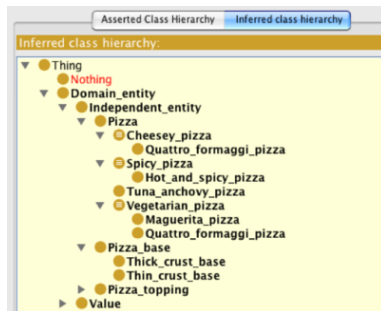 Asserted Class Hierarchy Inferred class hierarchy
Inferred class hierarchy:
Thing
Nothing
Domain_entity
Independent_entity
Pizza
Cheesey_pizza
Quattro_formaggi_pizza
Spicy_pizza
Hot_and_spicy_pizza
Tuna_anchovy_pizza
Vegetarian_pizza
Maguerita_pizza
Quattro_formaggi_pizza
Pizza_base
Thick_crust_base
Thin_crust_base
Pizza_topping
Value